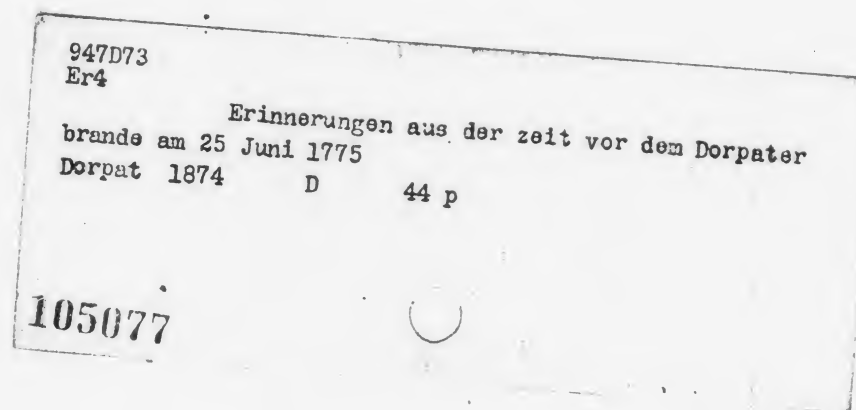 947D73
Er4
Erinnerungen aus der zeit vor dem Dorpater
brande am 25 Juni 1775
Dorpat 1874 D 44 p
105077